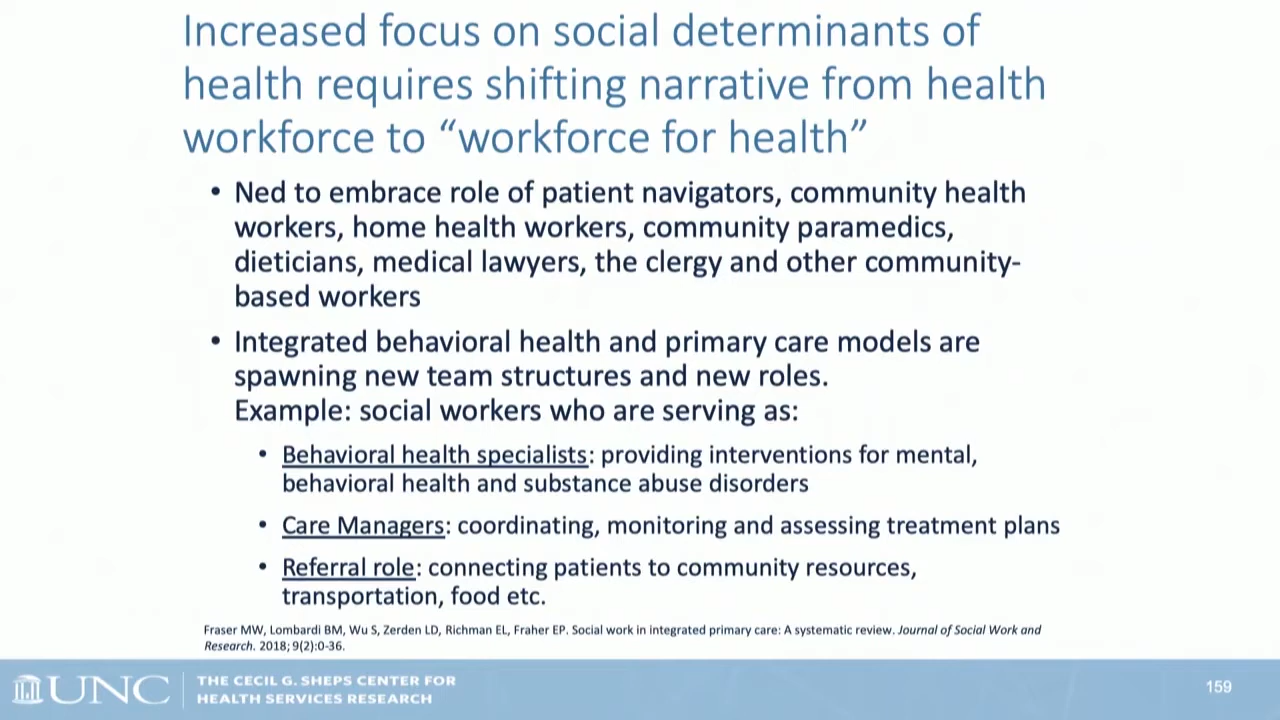 Increased focus on social determinants of
health requires shifting narrative from health
workforce to “workforce for health”
• Ned to embrace role of patient navigators, community health
workers, home health workers, community paramedics,
dieticians, medical lawyers, the clergy and other community-
based workers
• Integrated behavioral health and primary care models are
spawning new team structures and new roles.
Example: social workers who are serving as:
• Behavioral health specialists: providing interventions for mental,
behavioral health and substance abuse disorders
• Care Managers: coordinating, monitoring and assessing treatment plans
• Referral role: connecting patients to community resources,
transportation, food etc.
Fraser MW, Lombardi BM, Wu S, Zerden LD, Richman EL, Fraher EP. Social work in integrated primary care: A systematic review. Journal of Social Work and
Research. 2018; 9(2):0-36.
UNC
THE CECIL G. SHEPS CENTER FOR
HEALTH SERVICES RESEARCH
159